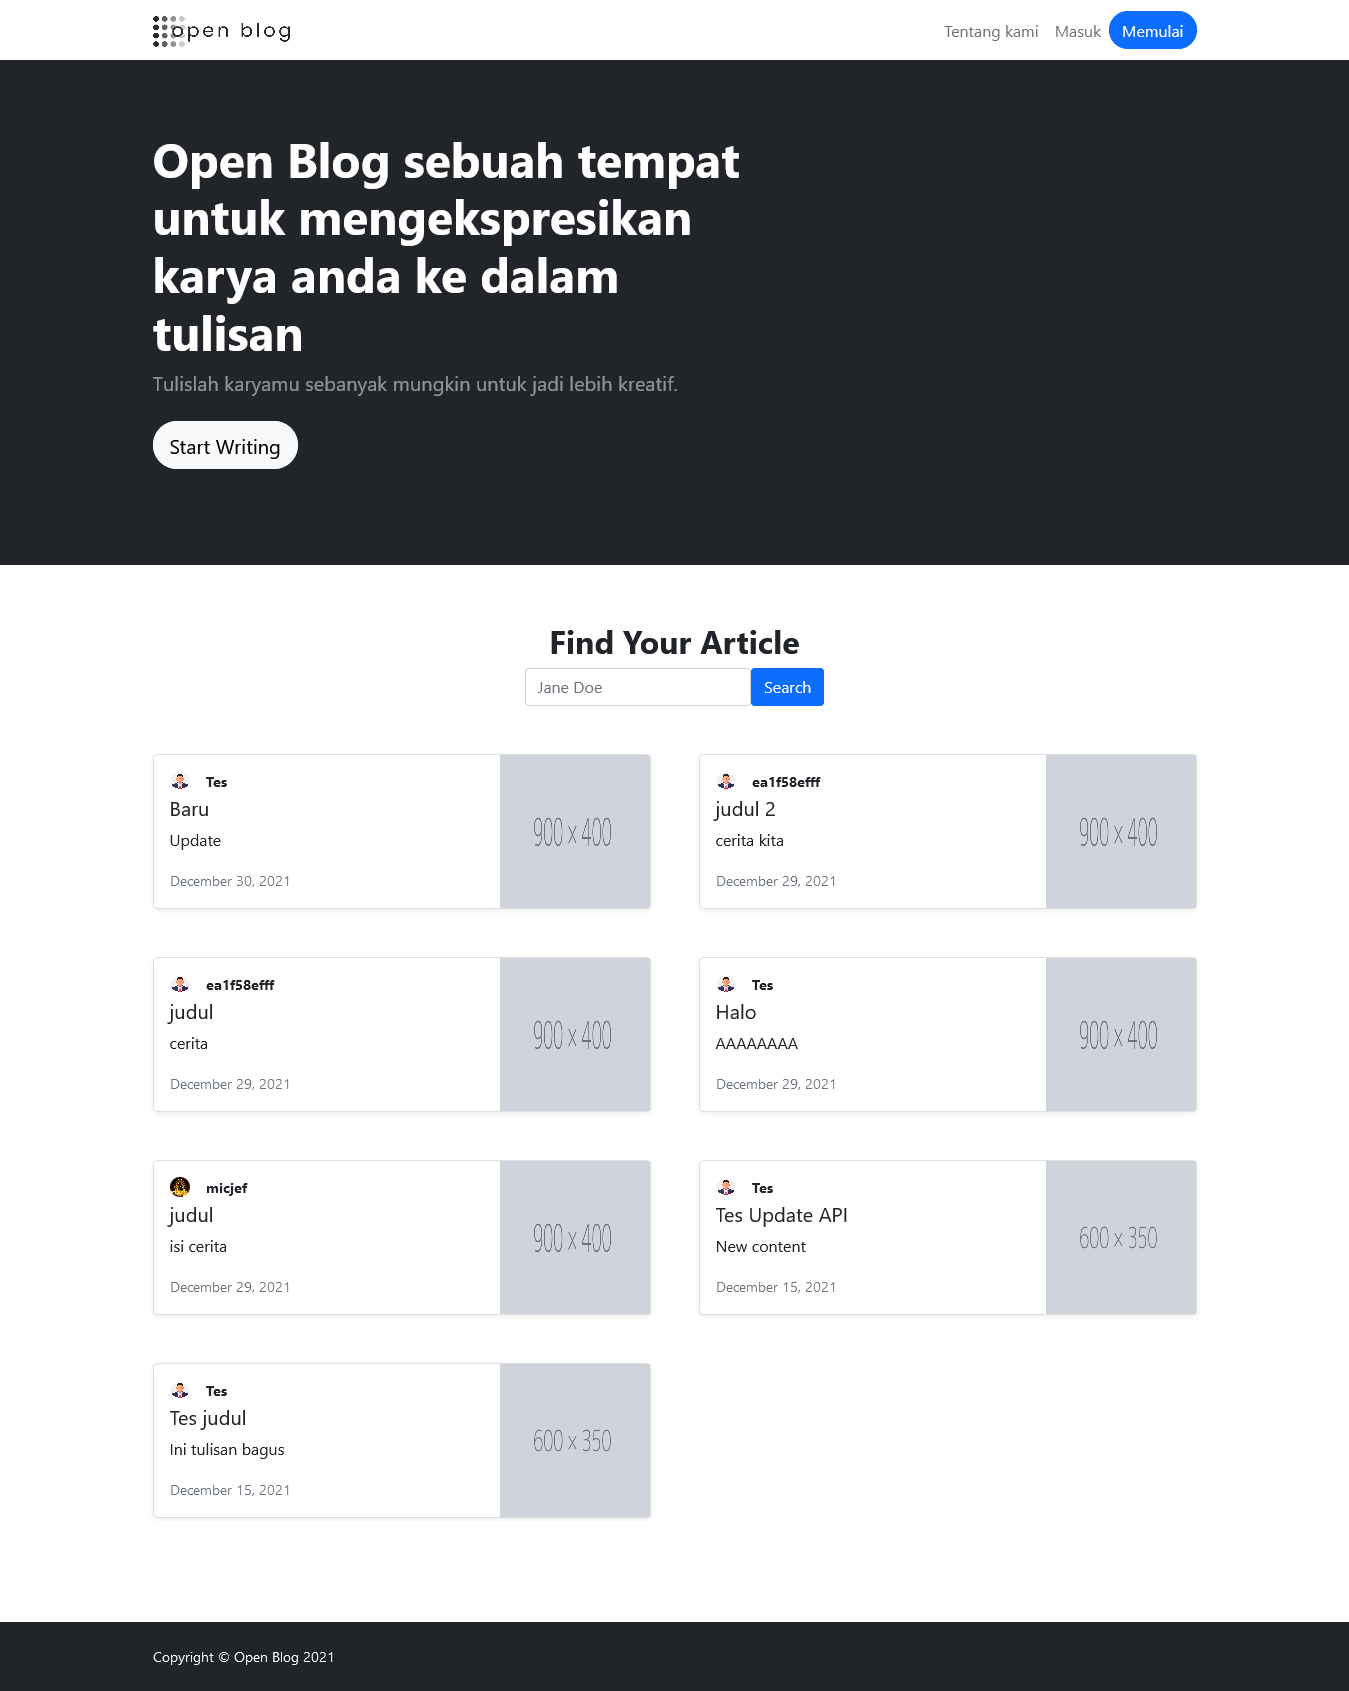 open blog
Tentang kami Masuk Memulai
Open Blog sebuah tempat
untuk mengekspresikan
karya anda ke dalam
tulisan
Tulislah karyamu sebanyak mungkin untuk jadi lebih kreatif.
Start Writing
Find Your Article
Jane Doe Search
Tes
Baru
Update
December 30, 2021
900 x 400
ea1f58efff
judul 2
cerita kita
December 29, 2021
900 x 400
ea1f58efff
judul
cerita
December 29, 2021
900 x 400
Tes
Halo
AAAAAAAA
December 29, 2021
900 x 400
micjef
judul
isi cerita
December 29, 2021
900 x 400
Tes
Tes Update API
New content
December 15, 2021
600 x 350
Tes
Tes judul
Ini tulisan bagus
December 15, 2021
600 x 350
Copyright © Open Blog 2021